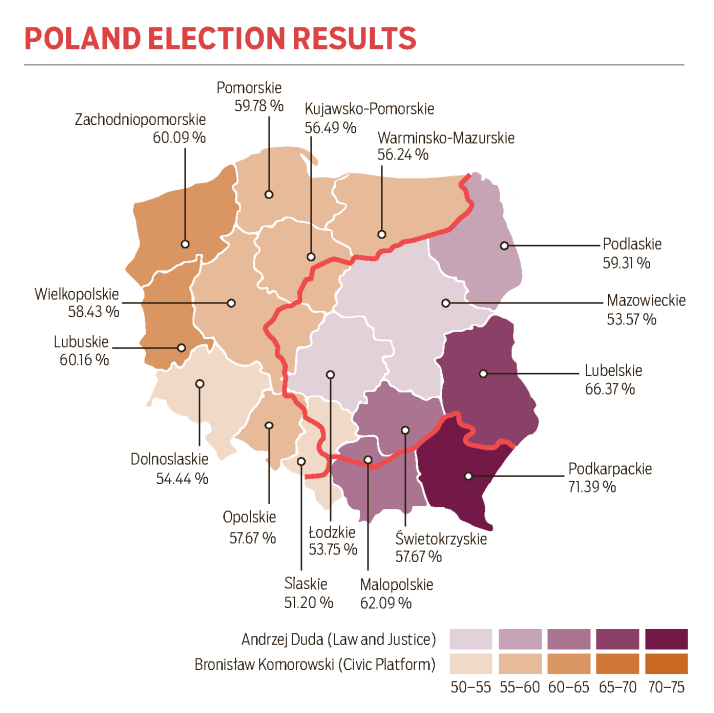 POLAND ELECTION RESULTS
Pomorskie
59.78 %
Kujawsko-Pomorskie
56.49 %
Zachodniopomorskie
60.09 %
Warminsko-Mazurskie
56.24 %
Podlaskie
59.31 %
Wielkopolskie
58.43 %
Mazowieckie
53.57 %
Lubuskie
60.16 %
Lubelskie
66.37 %
Dolnoslaskie
54.44 %
Podkarpackie
71.39 %
Opolskie
57.67 %
Łodzkie
53.75 %
Świetokrzyskie
57.67 %
Slaskie
51.20 %
Malopolskie
62.09 %
Andrzej Duda (Law and Justice)
Bronisław Komorowski (Civic Platform)
50–55 55–60 60–65 65–70 70–75